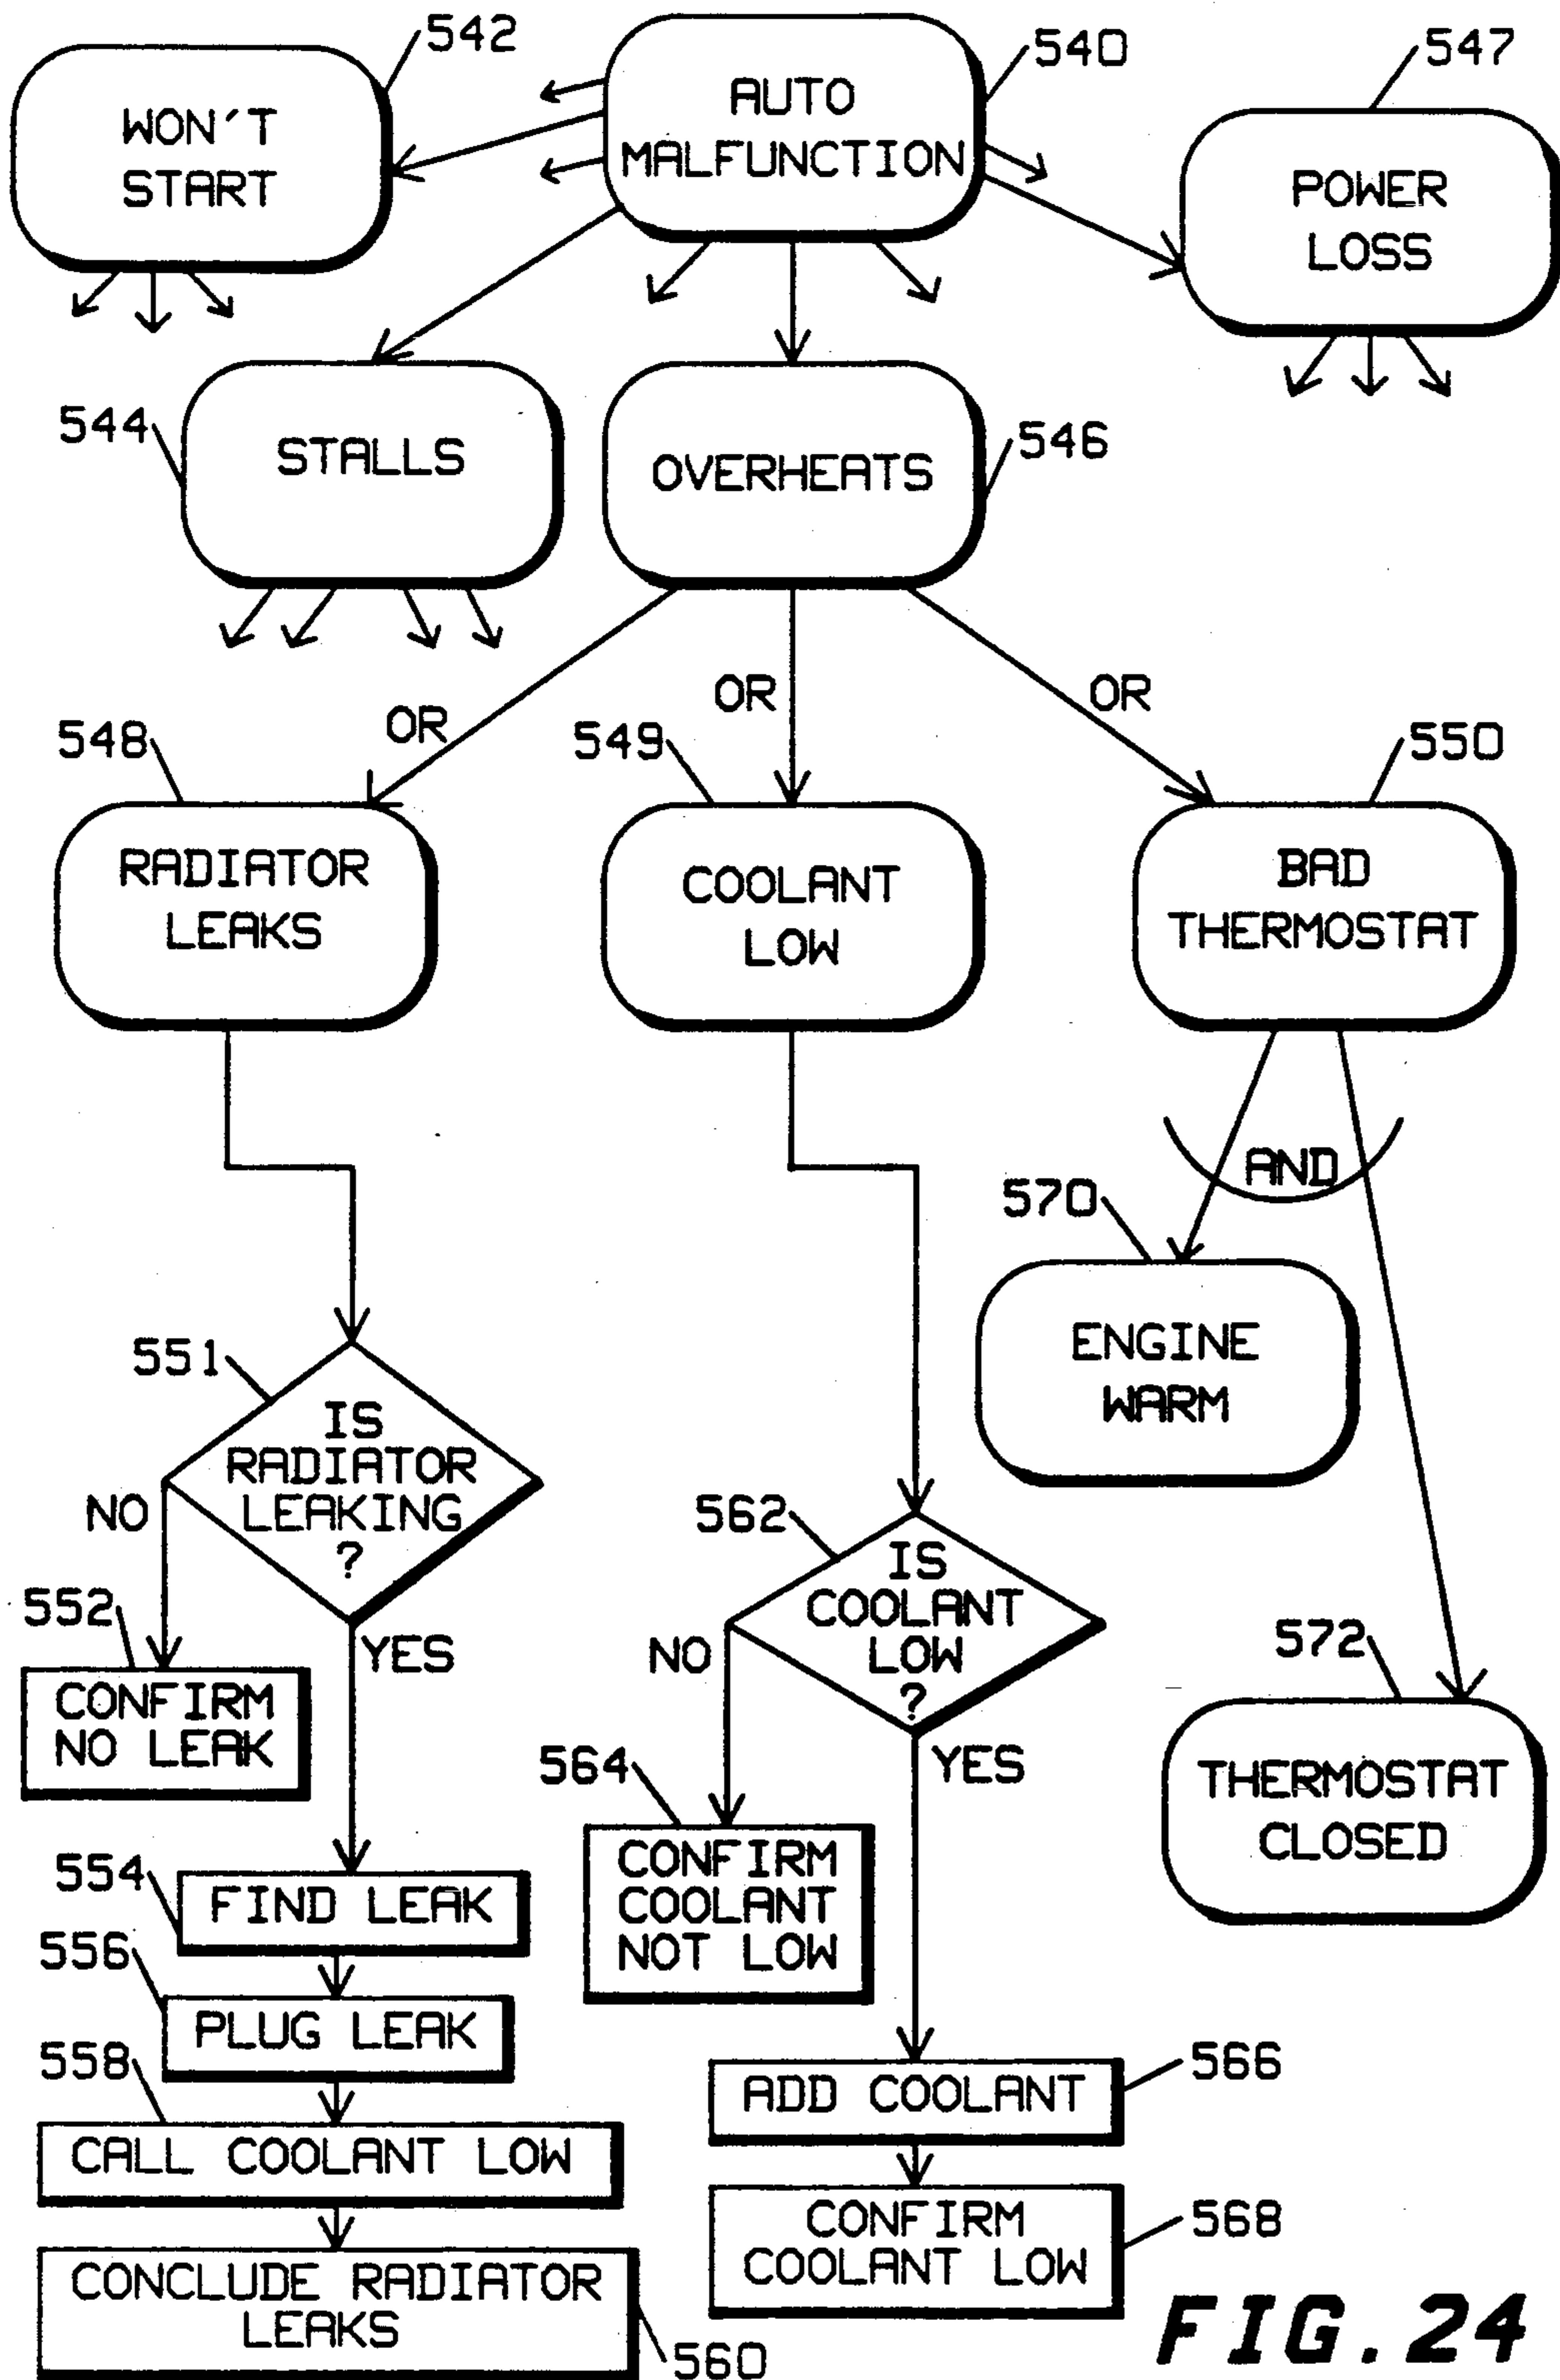 542
540
547
WON'T
START
AUTO
MALFUNCTION
POWER
LOSS
544
STALLS
OVERHEATS
546
OR
OR
OR
548
549
550
RADIATOR
LEAKS
COOLANT
LOW
BAD
THERMOSTAT
AND
570
ENGINE
WARM
551
IS
RADIATOR
LEAKING
?
NO
YES
552
CONFIRM
NO LEAK
562
IS
COOLANT
LOW
?
NO
YES
572
THERMOSTAT
CLOSED
564
CONFIRM
COOLANT
NOT LOW
554
FIND LEAK
556
PLUG LEAK
558
CALL COOLANT LOW
CONCLUDE RADIATOR
LEAKS
560
566
ADD COOLANT
CONFIRM
COOLANT LOW
568
FIG. 24